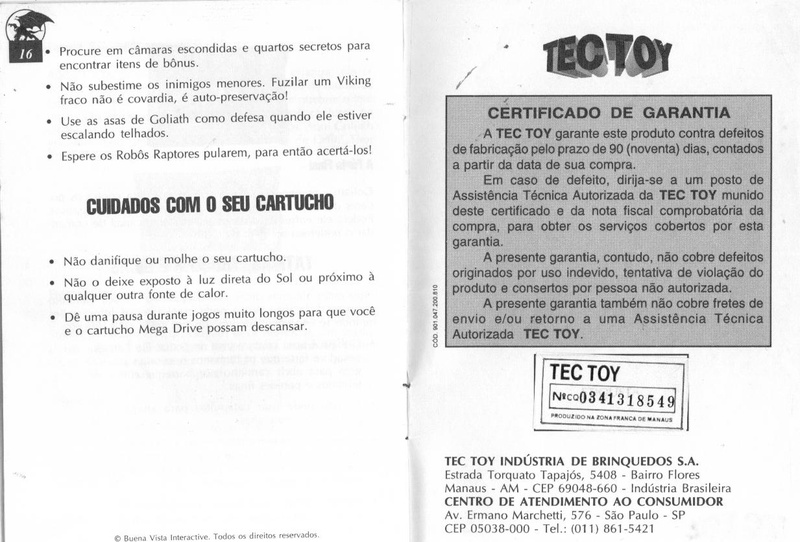 16
• Procure em câmaras escondidas e quartos secretos para
encontrar itens de bônus.
• Não subestime os inimigos menores. Fuzilar um Viking
fraco não é covardia, é auto-preservação!
• Use as asas de Goliath como defesa quando ele estiver
escalando telhados.
• Espere os Robôs Raptores pularem, para então acertá-los!
CUIDADOS COM O SEU CARTUCHO
• Não danifique ou molhe o seu cartucho.
• Não o deixe exposto à luz direta do Sol ou próximo à
qualquer outra fonte de calor.
• Dê uma pausa durante jogos muito longos para que você
e o cartucho Mega Drive possam descansar.
© Buena Vista Interactive. Todos os direitos reservados.
TEC TOY
CERTIFICADO DE GARANTIA
A TEC TOY garante este produto contra defeitos
de fabricação pelo prazo de 90 (noventa) dias, contados
a partir da data de sua compra.
Em caso de defeito, dirija-se a um posto de
Assistência Técnica Autorizada da TEC TOY munido
deste certificado e da nota fiscal comprobatória da
compra, para obter os serviços cobertos por esta
garantia.
A presente garantia, contudo, não cobre defeitos
originados por uso indevido, tentativa de violação do
produto e consertos por pessoa não autorizada.
A presente garantia também não cobre fretes de
envio e/ou retorno a uma Assistência Técnica
Autorizada TEC TOY.
CÓD. 901.047.200.610
TEC TOY
NºCQ0341318549
PRODUZIDO NA ZONA FRANCA DE MANAUS
TEC TOY INDÚSTRIA DE BRINQUEDOS S.A.
Estrada Torquato Tapajós, 5408 - Bairro Flores
Manaus - AM - CEP 69048-660 - Indústria Brasileira
CENTRO DE ATENDIMENTO AO CONSUMIDOR
Av. Ermano Marchetti, 576 - São Paulo - SP
CEP 05038-000 - Tel.: (011) 861-5421